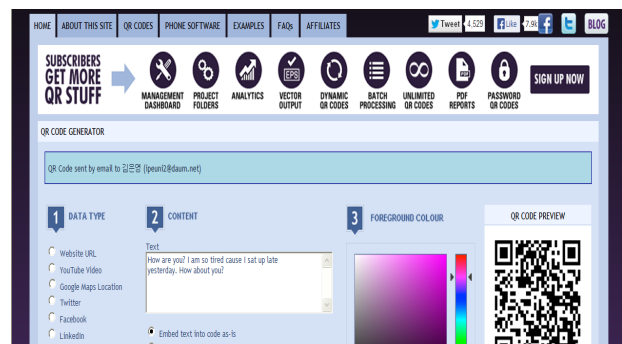 HOME ABOUT THIS SITE QR CODES PHONE SOFTWARE EXAMPLES FAQs AFFILIATES Tweet 4,529 Like 7.9k BLOG
SUBSCRIBERS
GET MORE
QR STUFF
MANAGEMENT
DASHBOARD
PROJECT
FOLDERS
ANALYTICS
EPS
VECTOR
OUTPUT
DYNAMIC
QR CODES
BATCH
PROCESSING
UNLIMITED
QR CODES
PDF
REPORTS
PASSWORD
QR CODES
SIGN UP NOW
QR CODE GENERATOR
QR Code sent by email to 김은영 (lpeuni2@daum.net)
1 DATA TYPE
Website URL
YouTube Video
Google Maps Location
Twitter
Facebook
LinkedIn
2 CONTENT
Text
How are you? I am so tired cause I sat up late
yesterday. How about you?
Embed text into code as-is
3 FOREGROUND COLOUR
QR CODE PREVIEW